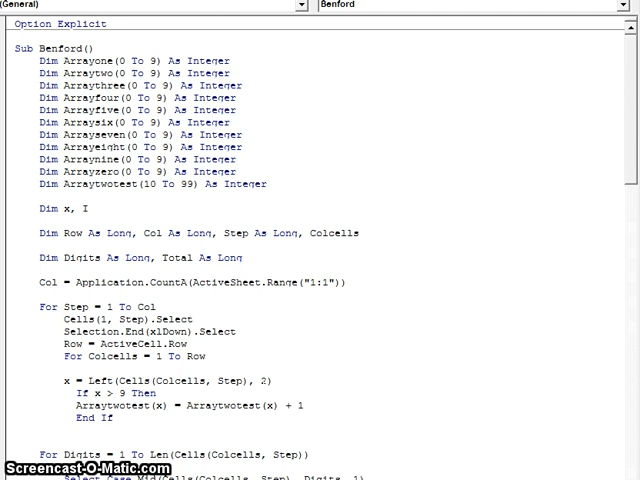 (General) Benford
Option Explicit
Sub Benford()
Dim Arrayone(0 To 9) As Integer
Dim Arraytwo(0 To 9) As Integer
Dim Arraythree(0 To 9) As Integer
Dim Arrayfour(0 To 9) As Integer
Dim Arrayfive(0 To 9) As Integer
Dim Arraysix(0 To 9) As Integer
Dim Arrayseven(0 To 9) As Integer
Dim Arrayeight(0 To 9) As Integer
Dim Arraynine(0 To 9) As Integer
Dim Arrayzero(0 To 9) As Integer
Dim Arraytwotest(10 To 99) As Integer
Dim x, I
Dim Row As Long, Col As Long, Step As Long, Colcells
Dim Digits As Long, Total As Long
Col = Application.CountA(ActiveSheet.Range("1:1"))
For Step = 1 To Col
Cells(1, Step).Select
Selection.End(xlDown).Select
Row = ActiveCell.Row
For Colcells = 1 To Row
x = Left(Cells(Colcells, Step), 2)
If x > 9 Then
Arraytwotest(x) = Arraytwotest(x) + 1
End If
For Digits = 1 To Len(Cells(Colcells, Step))
Screencast-O-Matic.com
Select Case Mid(Cells(Colcells, Step), Digits, 1)